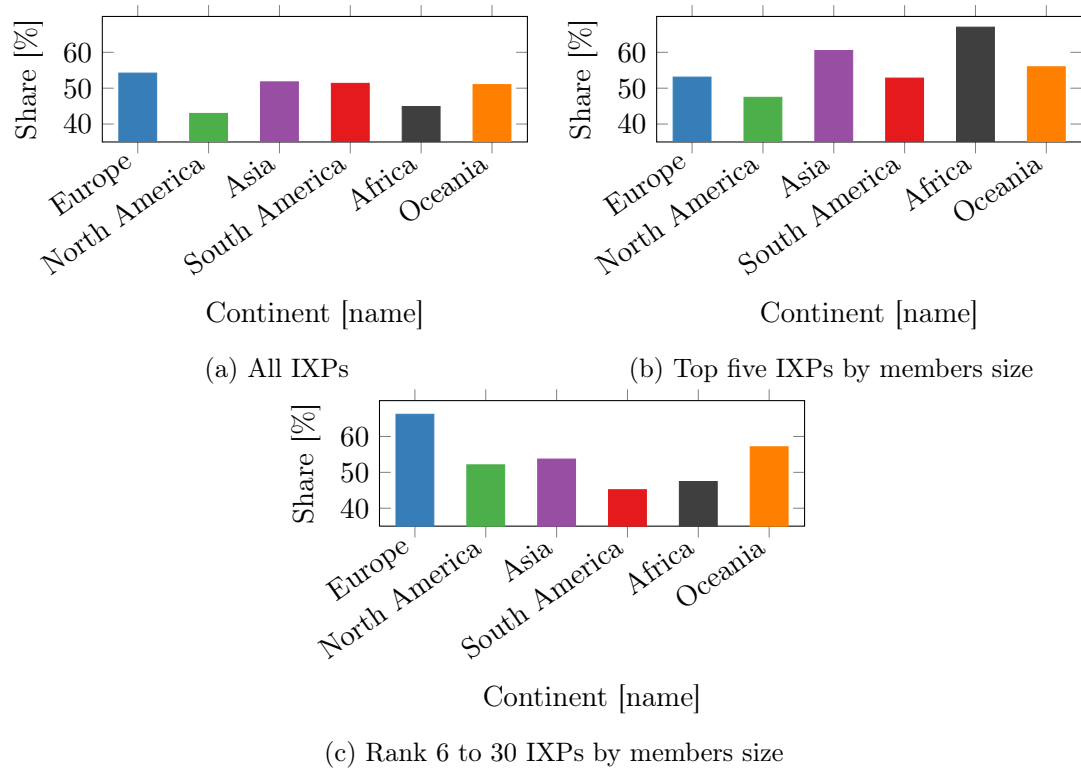 Share [%]
60
50
40
Europe
North America
Asia
South America
Africa
Oceania
Continent [name]
(a) All IXPs
Share [%]
60
50
40
Europe
North America
Asia
South America
Africa
Oceania
Continent [name]
(b) Top five IXPs by members size
Share [%]
60
50
40
Europe
North America
Asia
South America
Africa
Oceania
Continent [name]
(c) Rank 6 to 30 IXPs by members size